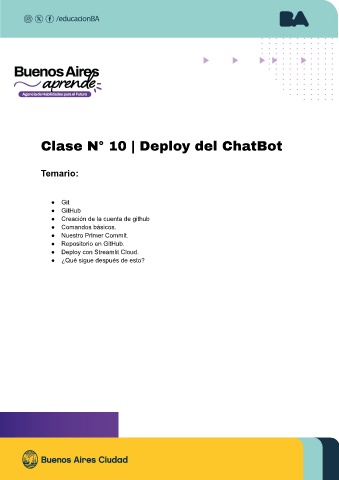 /educacionBA
BA
Buenos Aires
aprende
Agencia de Habilidades para el Futuro
Clase N° 10 | Deploy del ChatBot
Temario:
● Git
● GitHub
● Creación de la cuenta de github
● Comandos básicos.
● Nuestro Primer Commit.
● Repositorio en GitHub.
● Deploy con Streamlit Cloud.
● ¿Qué sigue después de esto?
Buenos Aires Ciudad